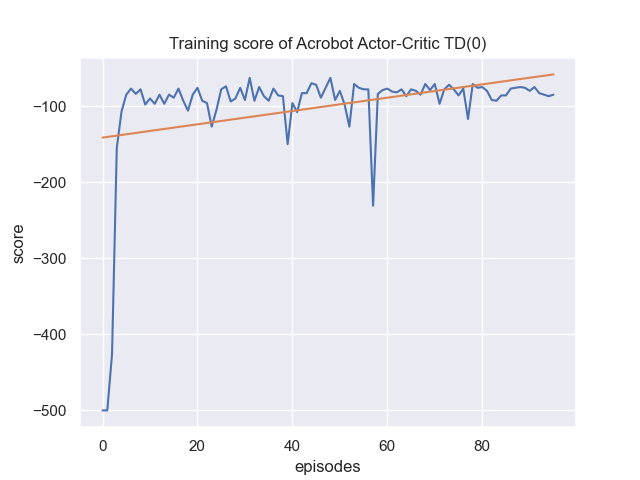 Training score of Acrobot Actor-Critic TD(0)
score
−100
−200
−300
−400
−500
0 20 40 60 80
episodes